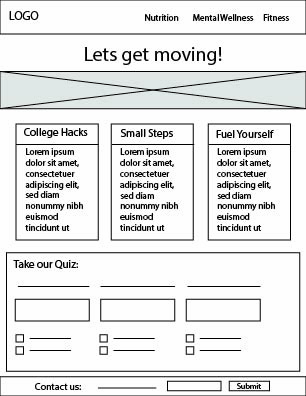 LOGO
Nutrition Mental Wellness Fitness
Lets get moving!
College Hacks
Lorem ipsum
dolor sit amet,
consectetuer
adipiscing elit,
sed diam
nonummy nibh
euismod
tincidunt ut
Small Steps
Lorem ipsum
dolor sit amet,
consectetuer
adipiscing elit,
sed diam
nonummy nibh
euismod
tincidunt ut
Fuel Yourself
Lorem ipsum
dolor sit amet,
consectetuer
adipiscing elit,
sed diam
nonummy nibh
euismod
tincidunt ut
Take our Quiz:
Contact us: Submit